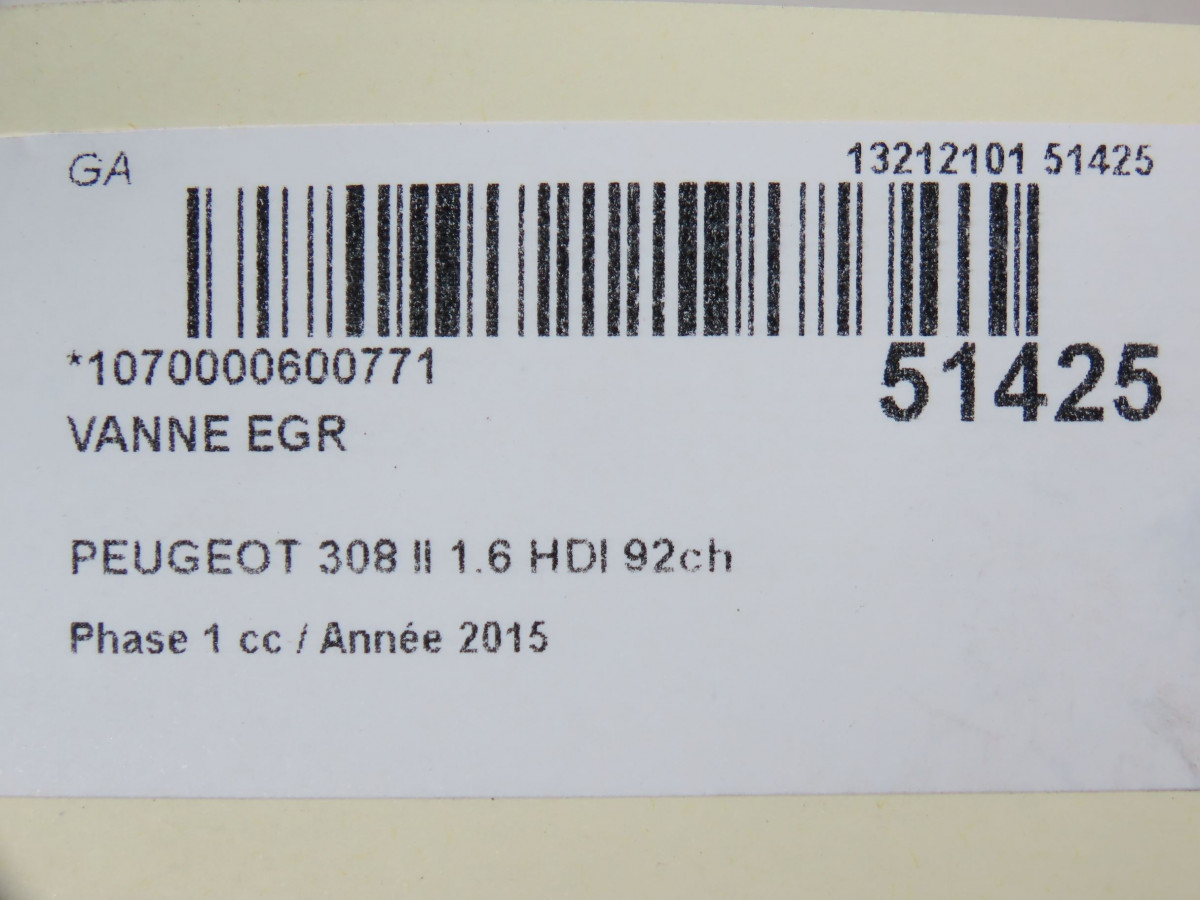 GA
13212101 51425
*1070000600771
51425
VANNE EGR
PEUGEOT 308 II 1.6 HDI 92ch
Phase 1 cc / Année 2015